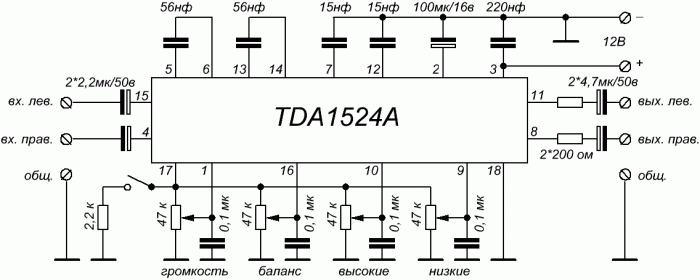 56нф 56нф 15нф 15нф 100мк/16в 220нф
−
12В
+
5 6 13 14 7 12 2 3
2*2,2мк/50в 2*4,7мк/50в
вх. лев. 15 TDA1524A 11 вых. лев.
вх. прав. 4 8 вых. прав.
2*200 ом
общ. 17 1 16 10 9 18 общ.
2,2 к 47 к 0,1 мк 47 к 0,1 мк 47 к 0,1 мк 47 к 0,1 мк
громкость баланс высокие низкие